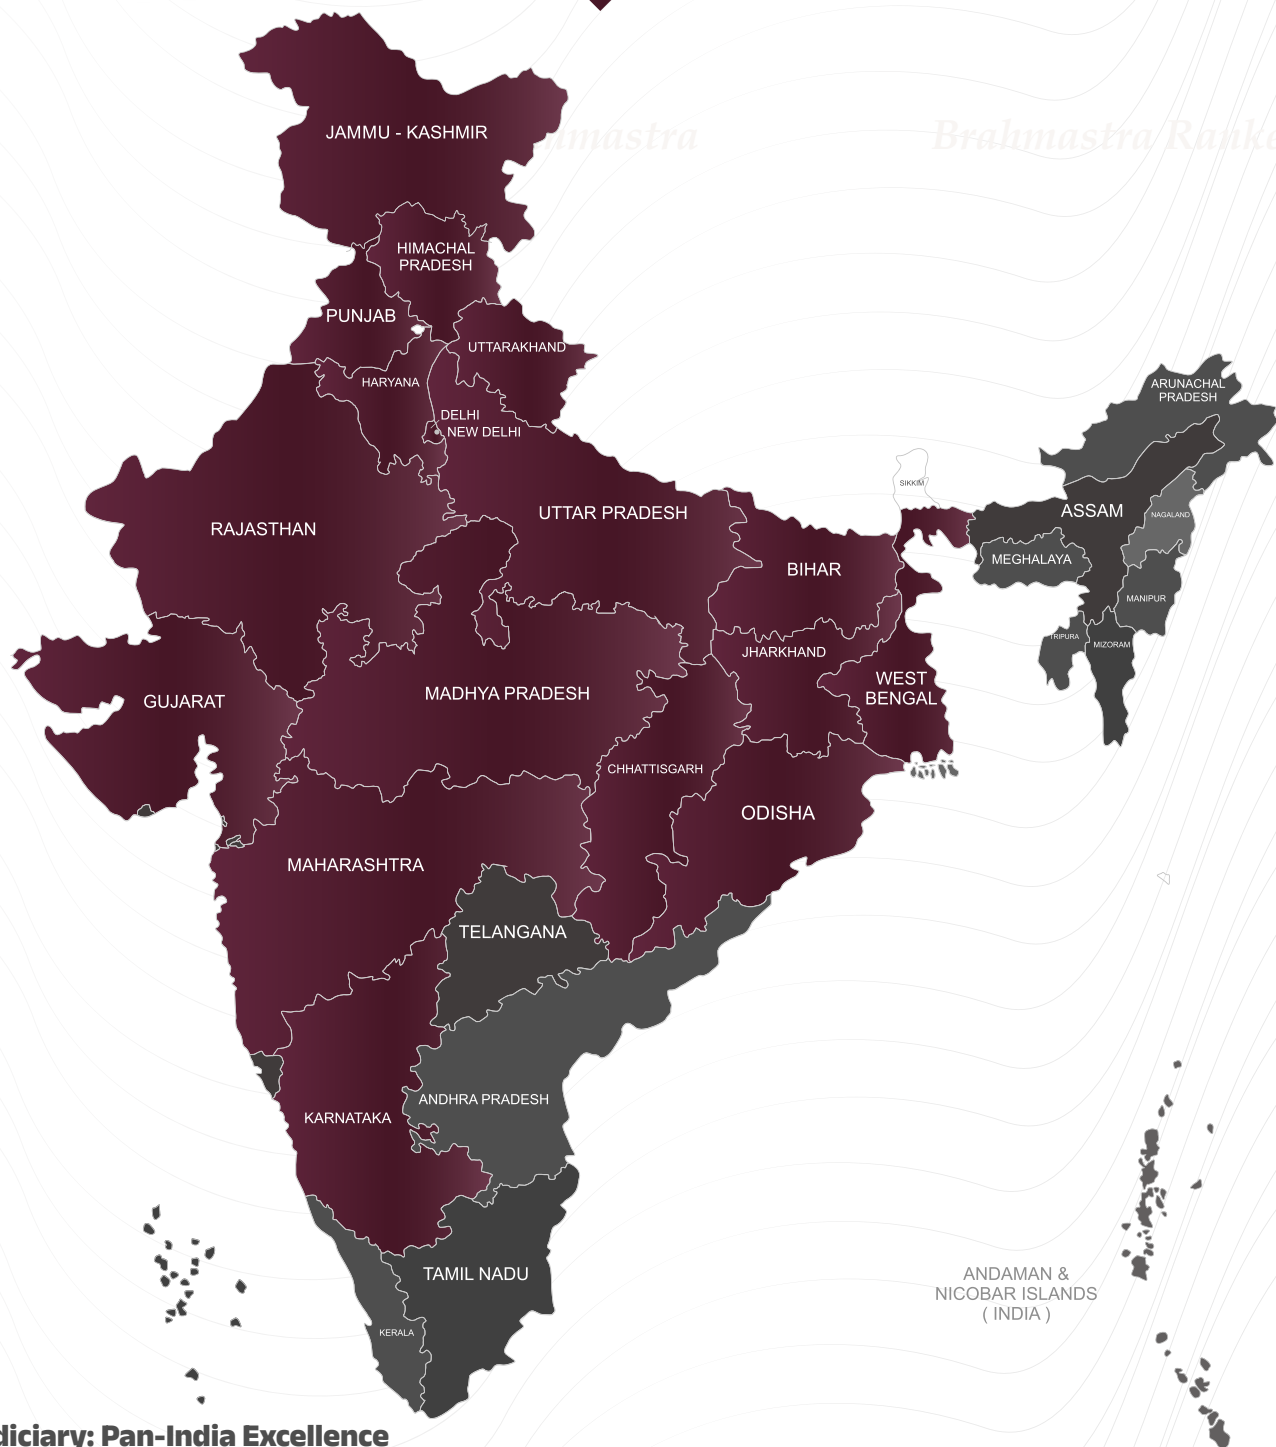 Brahmastra Ranke
mastra
JAMMU - KASHMIR
HIMACHAL
PRADESH
PUNJAB
UTTARAKHAND
HARYANA
DELHI
NEW DELHI
ARUNACHAL
PRADESH
SIKKIM
ASSAM
NAGALAND
RAJASTHAN
UTTAR PRADESH
BIHAR
MEGHALAYA
MANIPUR
TRIPURA
MIZORAM
JHARKHAND
WEST
BENGAL
GUJARAT
MADHYA PRADESH
CHHATTISGARH
ODISHA
MAHARASHTRA
TELANGANA
ANDHRA PRADESH
KARNATAKA
TAMIL NADU
ANDAMAN &
NICOBAR ISLANDS
( INDIA )
KERALA
diciary: Pan-India Excellence